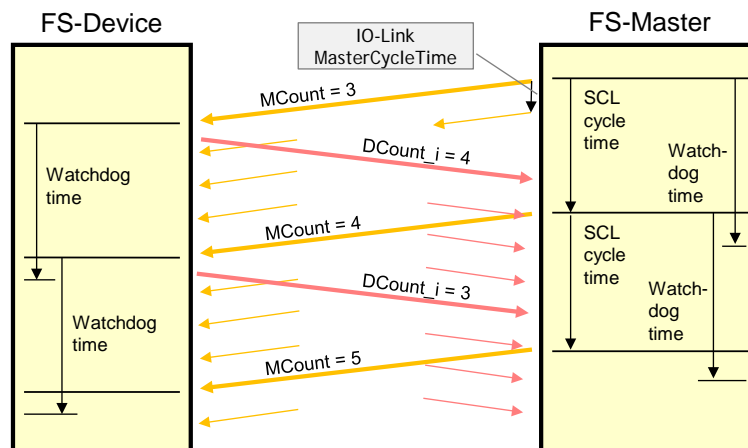 FS-Device
FS-Master
IO-Link
MasterCycleTime
MCount = 3
SCL
cycle
time
DCount_i = 4
Watch-
dog
time
Watchdog
time
MCount = 4
SCL
cycle
time
DCount_i = 3
Watch-
dog
time
Watchdog
time
MCount = 5